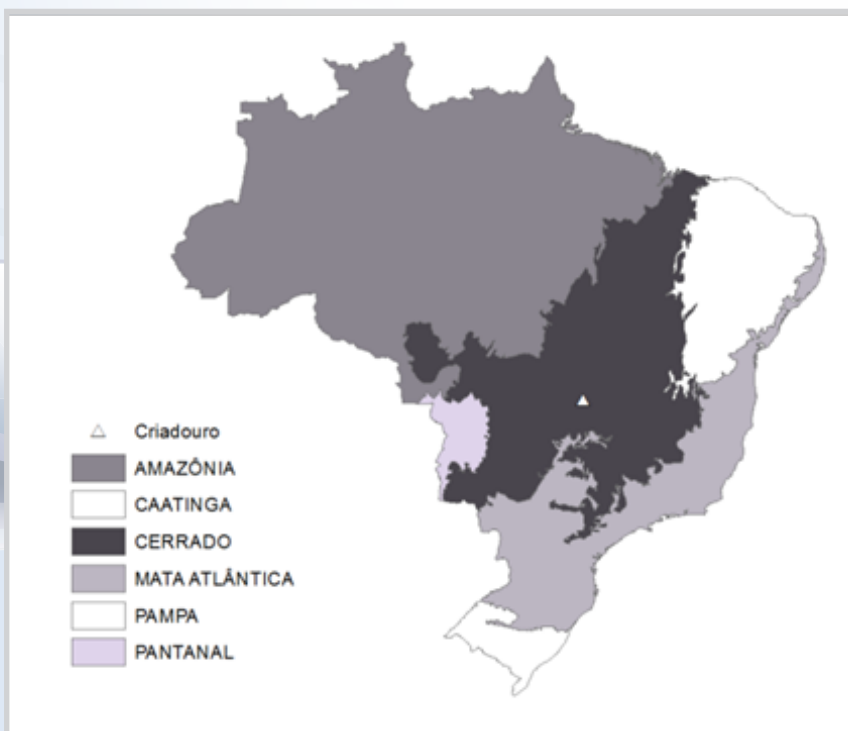 Criadouro
AMAZÔNIA
CAATINGA
CERRADO
MATA ATLÂNTICA
PAMPA
PANTANAL